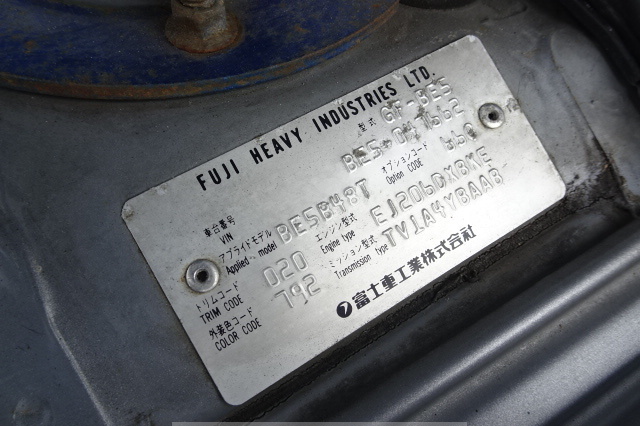 FUJI HEAVY INDUSTRIES LTD.
型式 GF-BE5
車台番号 VIN BE5-
アプライドモデル Applied-model BE5B48T オプションコード Option CODE
トリムコード TRIM CODE 020 エンジン型式 Engine type EJ206DXBKE
外装色コード COLOR CODE 792 ミッション型式 Transmission type TV1A4YBAAB
富士重工業株式会社